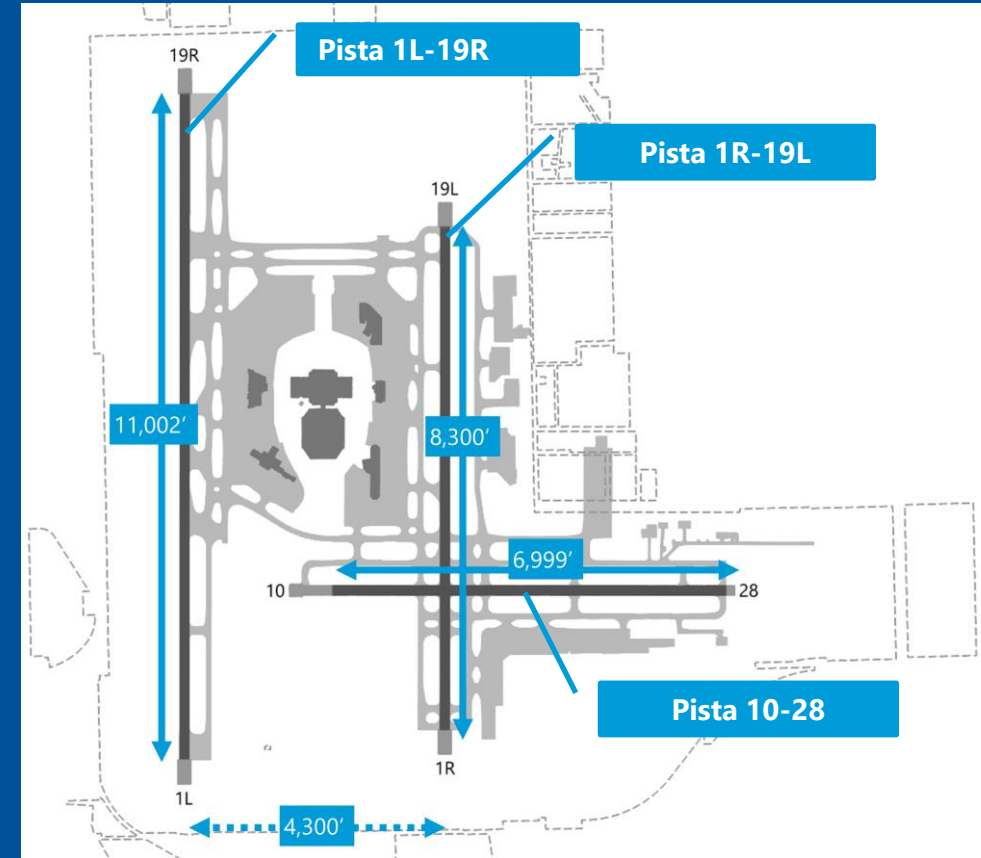 Pista 1L-19R
19R
Pista 1R-19L
19L
11,002’
8,300’
6,999’
10
28
Pista 10-28
1R
1L
4,300’